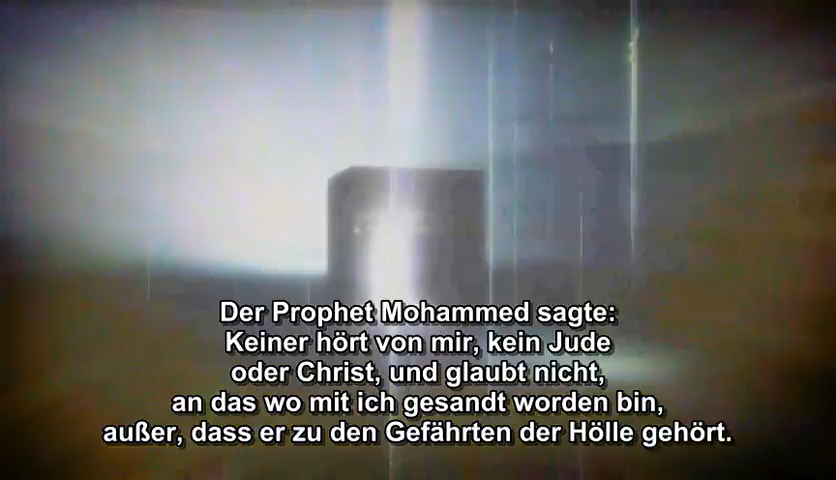 Der Prophet Mohammed sagte:
Keiner hört von mir, kein Jude
oder Christ, und glaubt nicht,
an das wo mit ich gesandt worden bin,
außer, dass er zu den Gefährten der Hölle gehört.